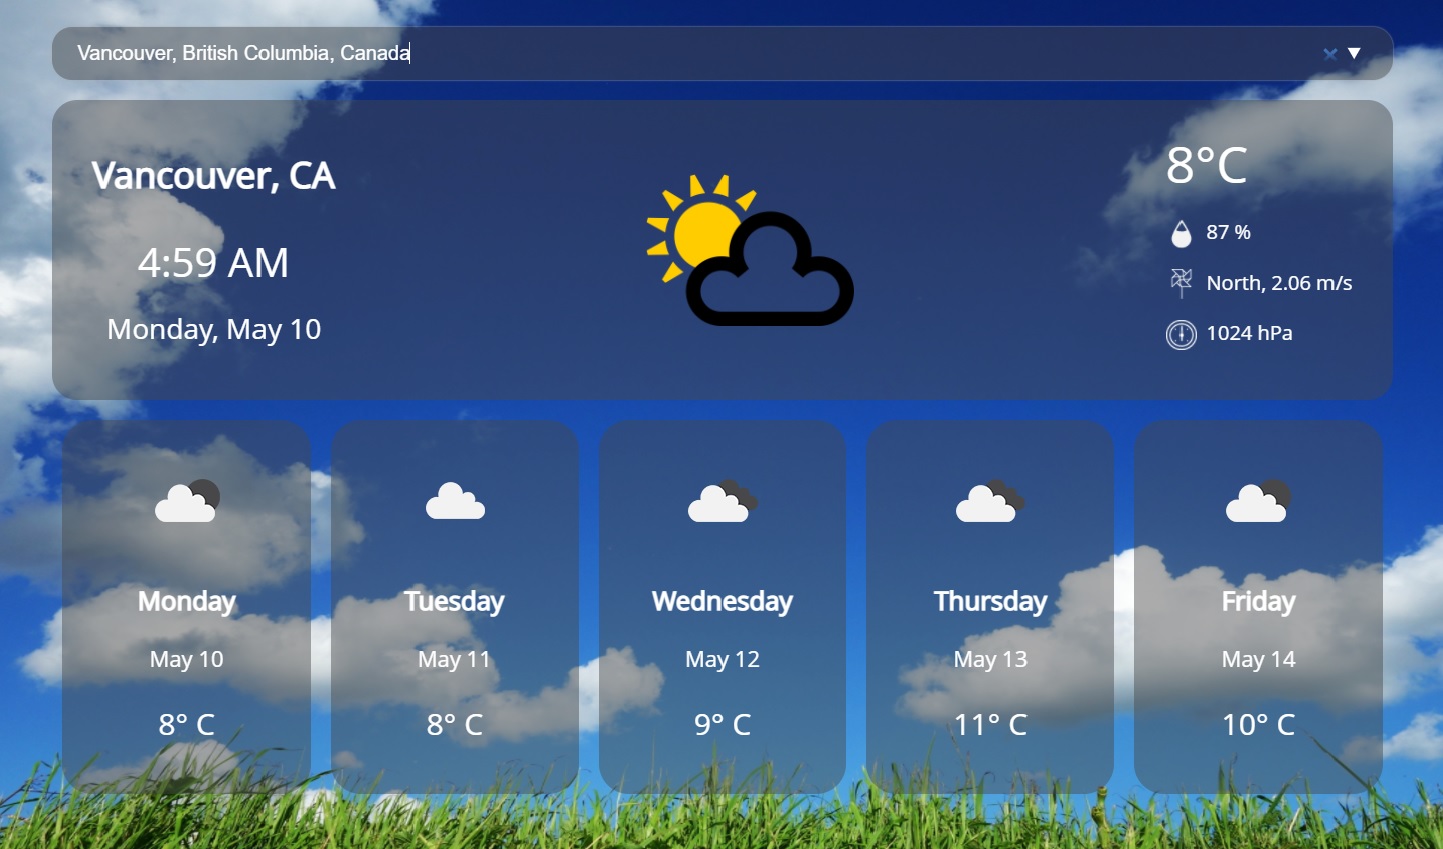 Vancouver, British Columbia, Canada
Vancouver, CA
4:59 AM
Monday, May 10
8°C
87 %
North, 2.06 m/s
1024 hPa
Monday
May 10
8° C
Tuesday
May 11
8° C
Wednesday
May 12
9° C
Thursday
May 13
11° C
Friday
May 14
10° C